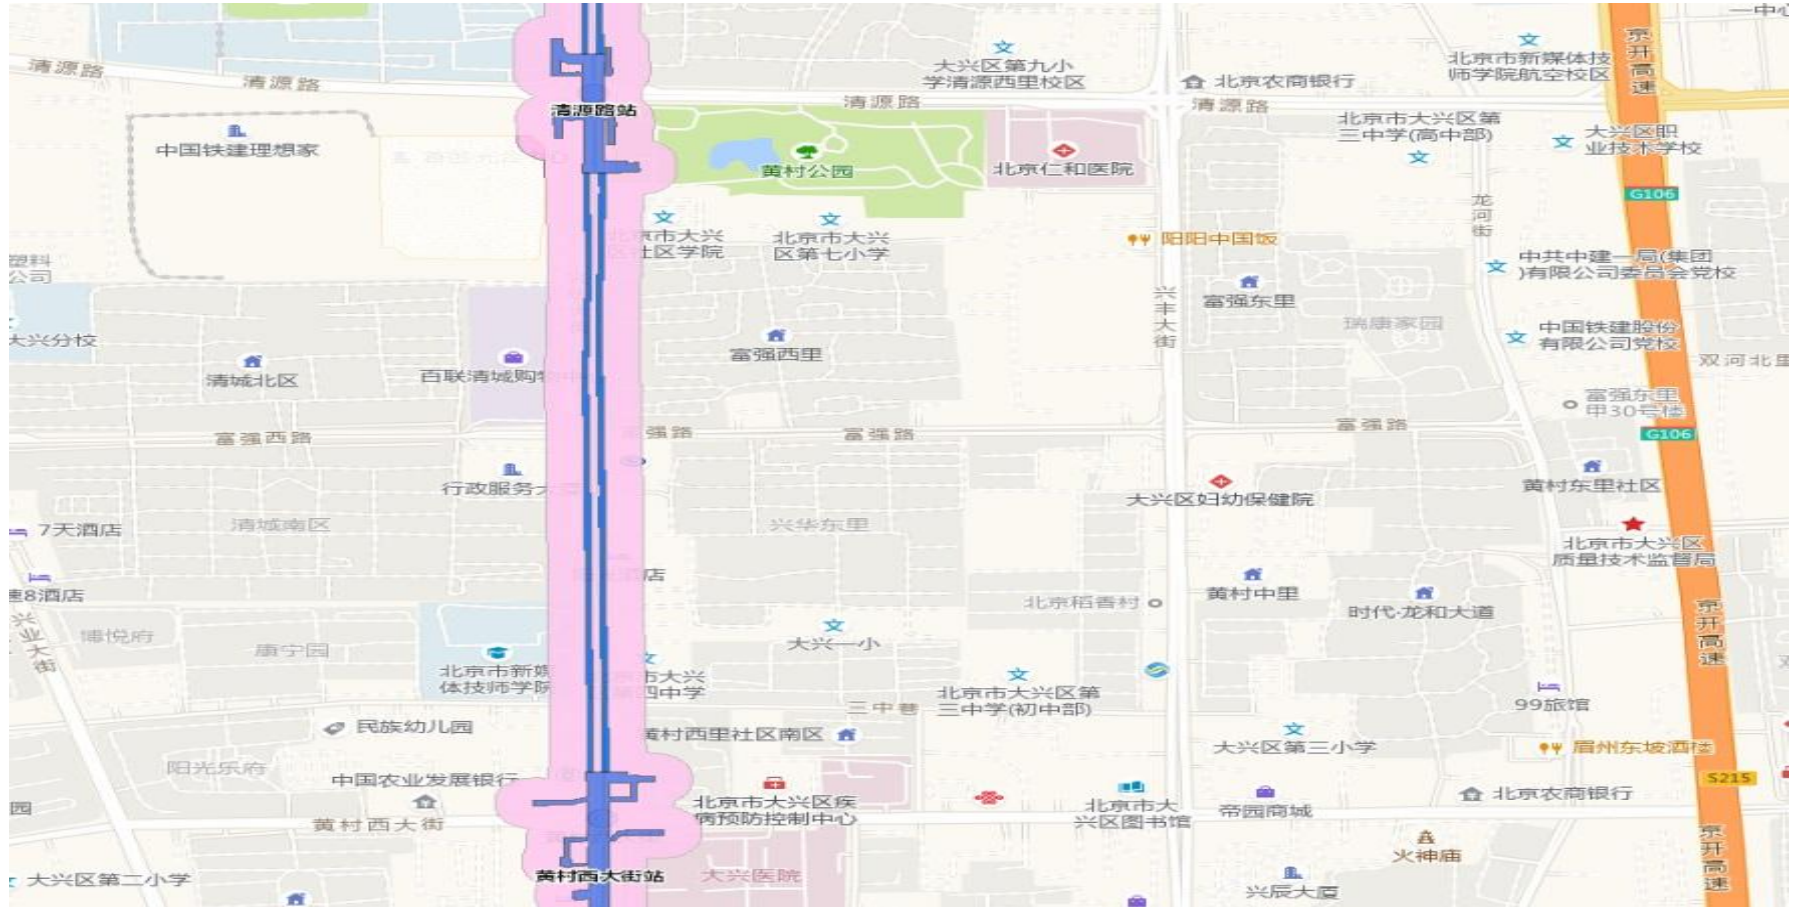 一中心
京开高速
大兴区第九小
学清源西里校区
北京市新媒体技
师学院航空校区
清源路
清源路
北京农商银行
清源路
清源路
清源路站
北京市大兴区第
三中学(高中部)
大兴区职
业技术学校
中国铁建理想家
黄村公园
北京仁和医院
G106
龙河街
北京市大兴
区社区学院
北京市大兴
区第七小学
阳阳中国饭
中共中建一局(集团
)有限公司委员会党校
塑料
公司
富强东里
兴丰大街
瑞康家园
中国铁建股份
有限公司党校
大兴分校
富强西里
双河北里
清城北区
百联清城购物中
富强东里
甲30号楼
富强西路
富强路
富强路
富强路
G106
行政服务大
黄村东里社区
大兴区妇幼保健院
7天酒店
清城南区
兴华东里
北京市大兴区
质量技术监督局
酒店
速8酒店
黄村中里
北京稻香村
时代·龙和大道
京开高速
兴业大街
博悦府
康宁园
大兴一小
北京市新媒
体技师学院
市大兴
四中学
北京市大兴区第
三中学(初中部)
99旅馆
三中巷
民族幼儿园
黄村西里社区南区
大兴区第三小学
眉州东坡酒楼
阳光乐府
中国农业发展银行
S215
北京市大兴区疾
病预防控制中心
北京市大
兴区图书馆
帝园商城
北京农商银行
园
黄村西大街
京开高速
火神庙
大兴区第二小学
黄村西大街站
大兴医院
兴辰大厦